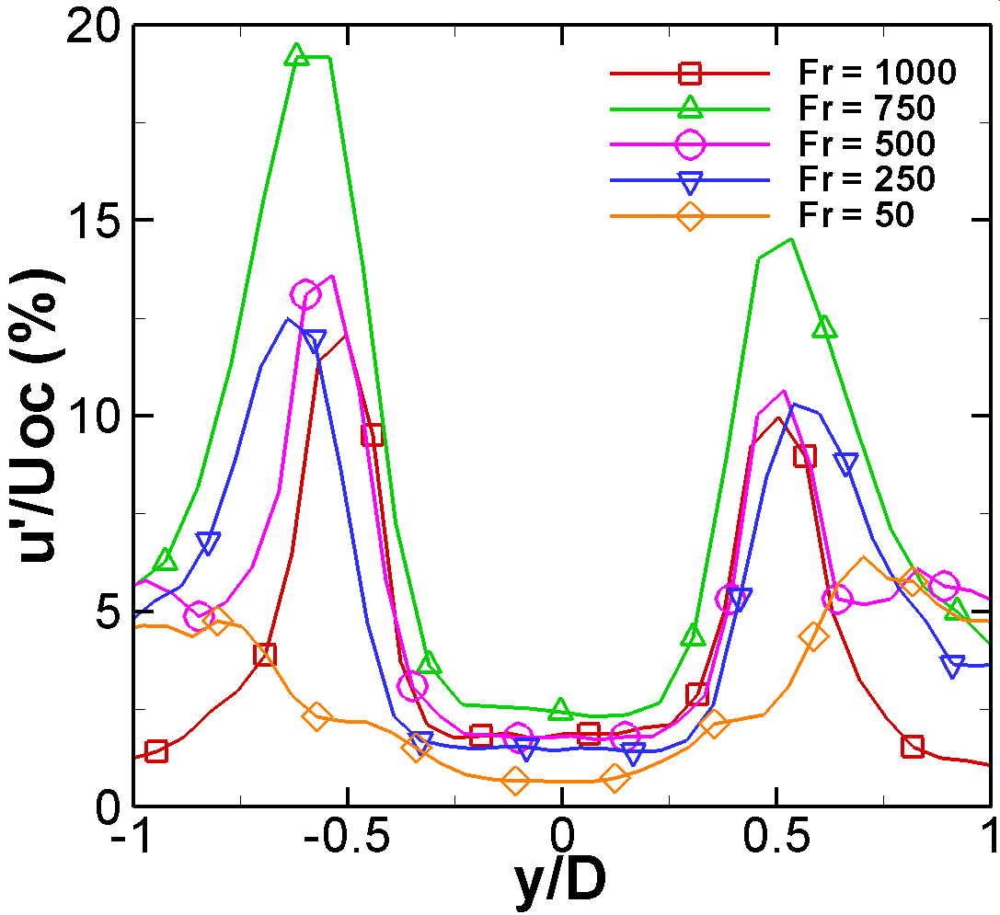 20
15
10
5
0
u'/Uoc (%)
Fr = 1000
Fr = 750
Fr = 500
Fr = 250
Fr = 50
-1
-0.5
0
0.5
1
y/D